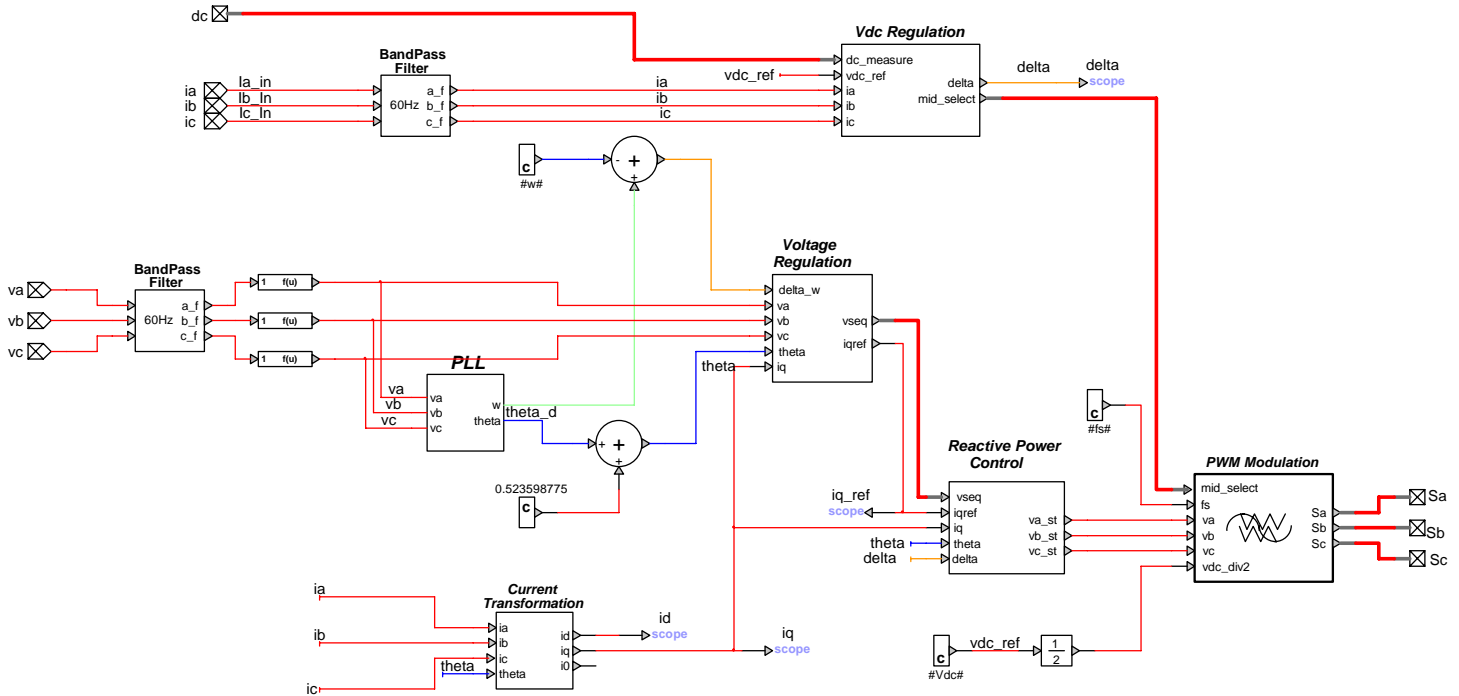 dc
Vdc Regulation
dc_measure
vdc_ref
vdc_ref
ia
ib
ic
delta
mid_select
delta
delta
scope
BandPass
Filter
ia
ib
ic
Ia_in
Ib_In
Ic_In
60Hz
a_f
b_f
c_f
ia
ib
ic
c
#w#
-
+
+
Voltage
Regulation
delta_w
va
vb
vc
theta
iq
vseq
iqref
theta
BandPass
Filter
va
vb
vc
60Hz
a_f
b_f
c_f
1 f(u)
1 f(u)
1 f(u)
PLL
va
vb
vc
va
vb
vc
w
theta
theta_d
+
+
+
0.523598775
c
c
#fs#
Reactive Power
Control
iq_ref
scope
theta
delta
vseq
iqref
iq
theta
delta
va_st
vb_st
vc_st
PWM Modulation
mid_select
fs
va
vb
vc
vdc_div2
Sa
Sb
Sc
Sa
Sb
Sc
Current
Transformation
ia
ib
ic
theta
ia
ib
ic
theta
id
iq
i0
id
scope
iq
scope
c
#Vdc#
vdc_ref
1
2